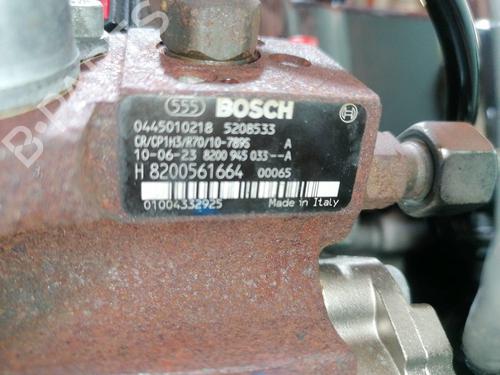 555 BOSCH
0445010218 5208533
CR/CP1H3/R70/10-789S A
10-06-23 8200 945 033--A
H 8200561664 00065
01004332925 Made in Italy